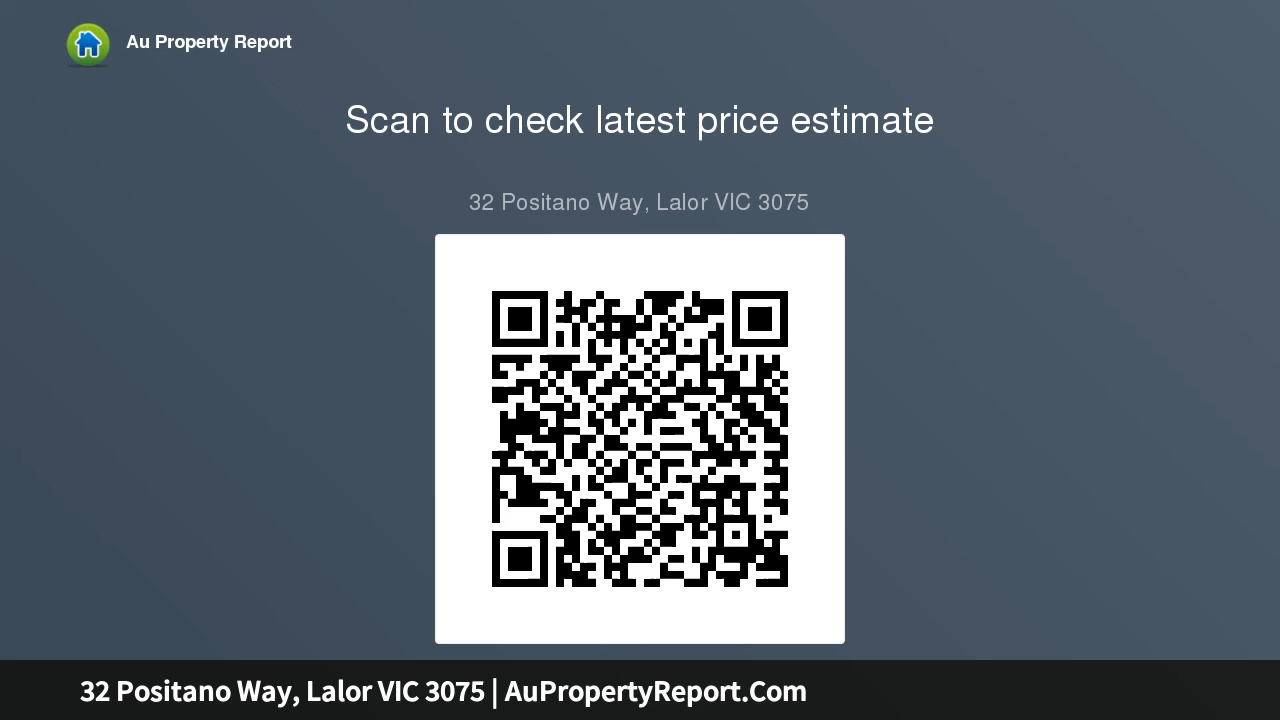 Au Property Report
Scan to check latest price estimate
32 Positano Way, Lalor VIC 3075
32 Positano Way, Lalor VIC 3075 | AuPropertyReport.Com